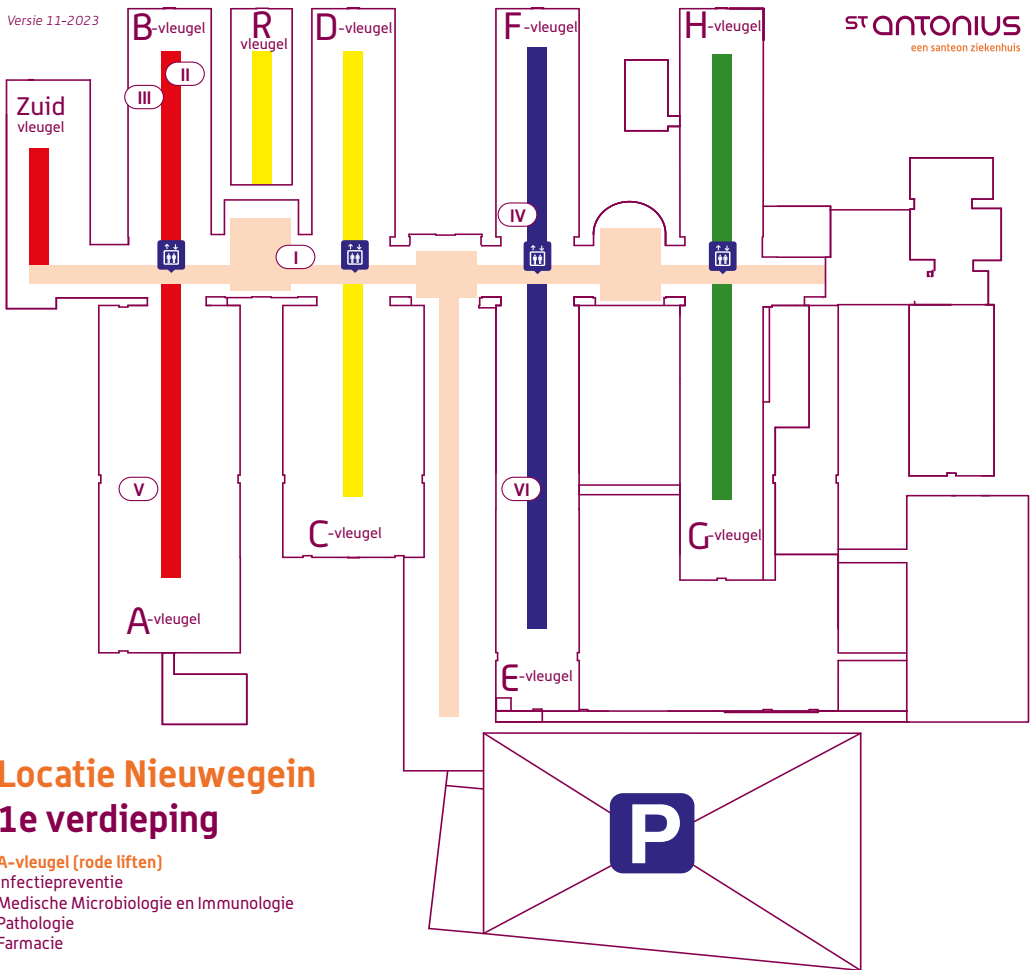 Versie 11-2023
B-vleugel
R
vleugel
D-vleugel
F-vleugel
H-vleugel
ST ANTONIUS
een santeon ziekenhuis
II
III
Zuid
vleugel
IV
I
V
VI
C-vleugel
G-vleugel
A-vleugel
E-vleugel
P
Locatie Nieuwegein
1e verdieping
A-vleugel (rode liften)
Infectiepreventie
Medische Microbiologie en Immunologie
Pathologie
Farmacie